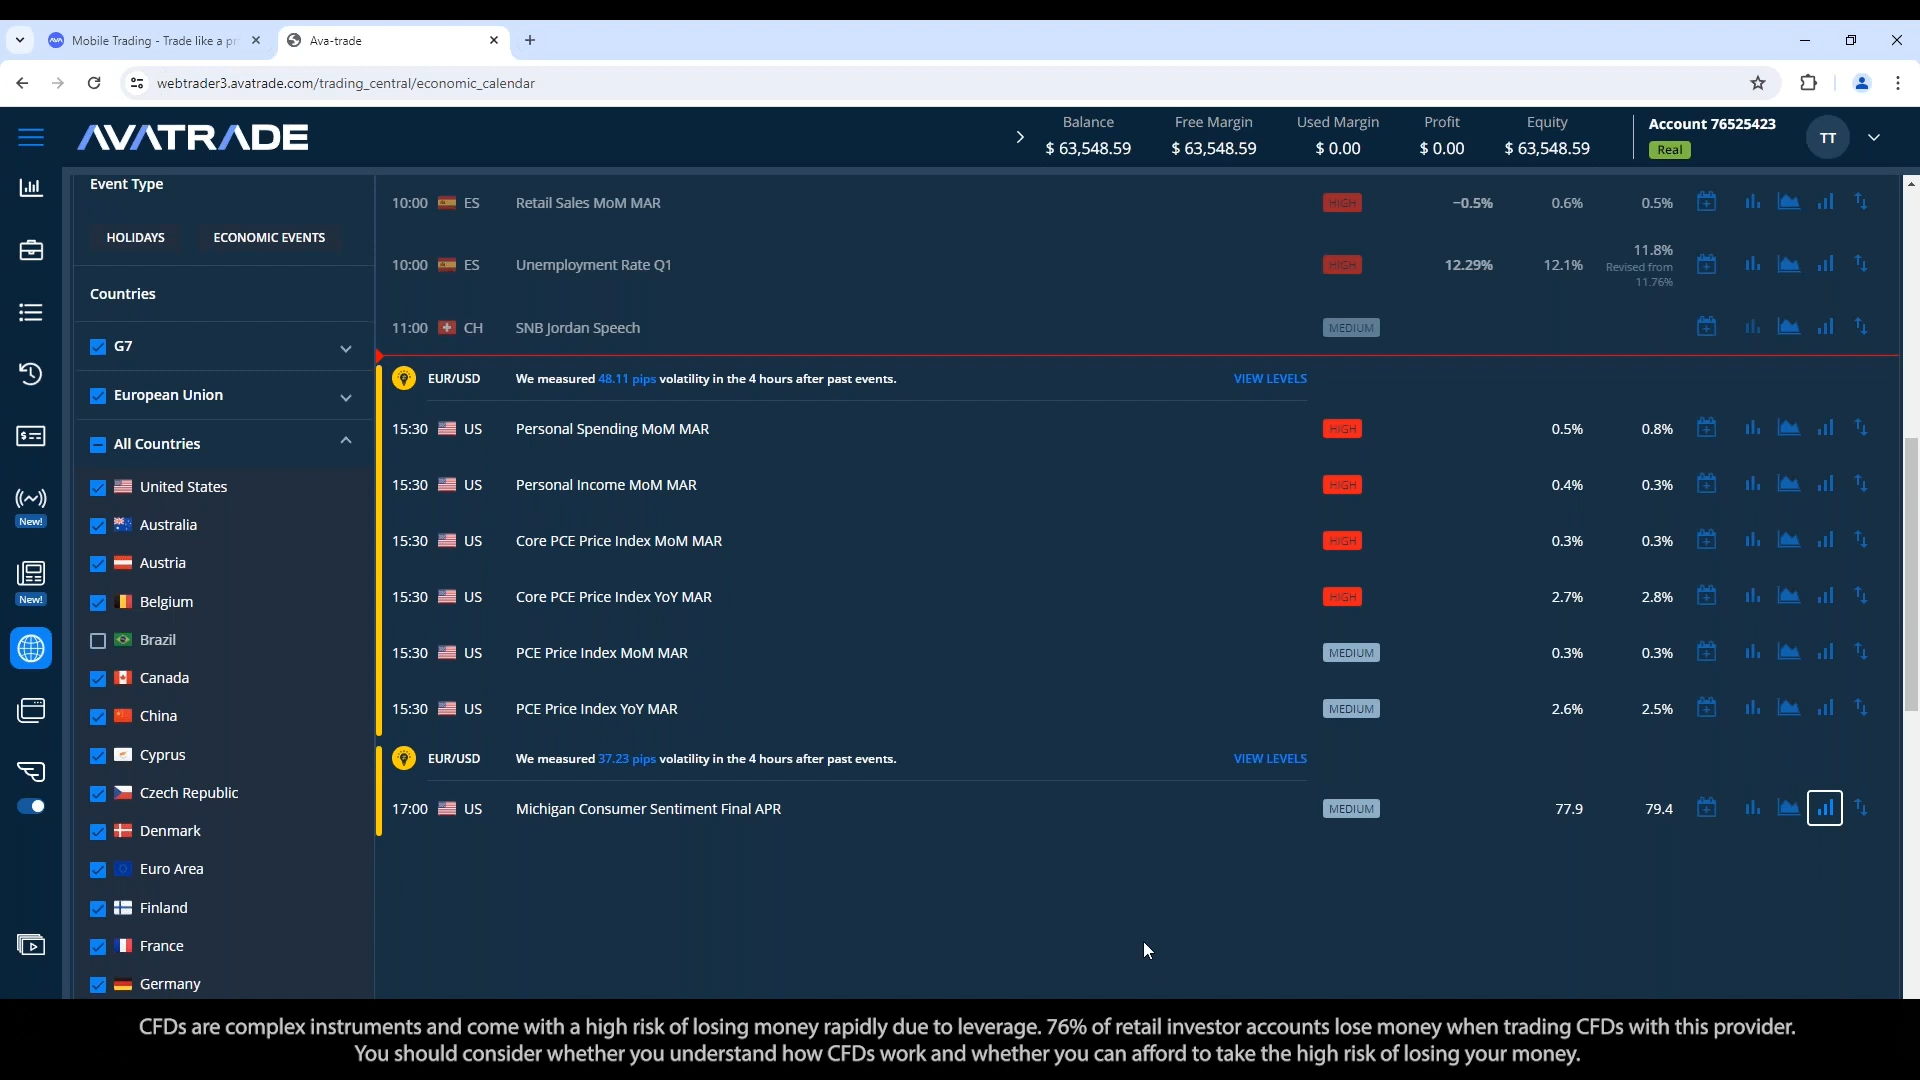 Mobile Trading - Trade like a pr
Ava-trade
webtrader3.avatrade.com/trading_central/economic_calendar
AVATRADE
Balance Free Margin Used Margin Profit Equity
$ 63,548.59 $ 63,548.59 $ 0.00 $ 0.00 $ 63,548.59
Account 76525423
Real
TT
Event Type
HOLIDAYS ECONOMIC EVENTS
Countries
G7
European Union
All Countries
United States
Australia
Austria
Belgium
Brazil
Canada
China
Cyprus
Czech Republic
Denmark
Euro Area
Finland
France
Germany
New!
New!
10:00 ES Retail Sales MoM MAR HIGH -0.5% 0.6% 0.5%
10:00 ES Unemployment Rate Q1 HIGH 12.29% 12.1% 11.8%
Revised from
11.76%
11:00 CH SNB Jordan Speech MEDIUM
EUR/USD We measured 48.11 pips volatility in the 4 hours after past events. VIEW LEVELS
15:30 US Personal Spending MoM MAR HIGH 0.5% 0.8%
15:30 US Personal Income MoM MAR HIGH 0.4% 0.3%
15:30 US Core PCE Price Index MoM MAR HIGH 0.3% 0.3%
15:30 US Core PCE Price Index YoY MAR HIGH 2.7% 2.8%
15:30 US PCE Price Index MoM MAR MEDIUM 0.3% 0.3%
15:30 US PCE Price Index YoY MAR MEDIUM 2.6% 2.5%
EUR/USD We measured 37.23 pips volatility in the 4 hours after past events. VIEW LEVELS
17:00 US Michigan Consumer Sentiment Final APR MEDIUM 77.9 79.4
CFDs are complex instruments and come with a high risk of losing money rapidly due to leverage. 76% of retail investor accounts lose money when trading CFDs with this provider.
You should consider whether you understand how CFDs work and whether you can afford to take the high risk of losing your money.